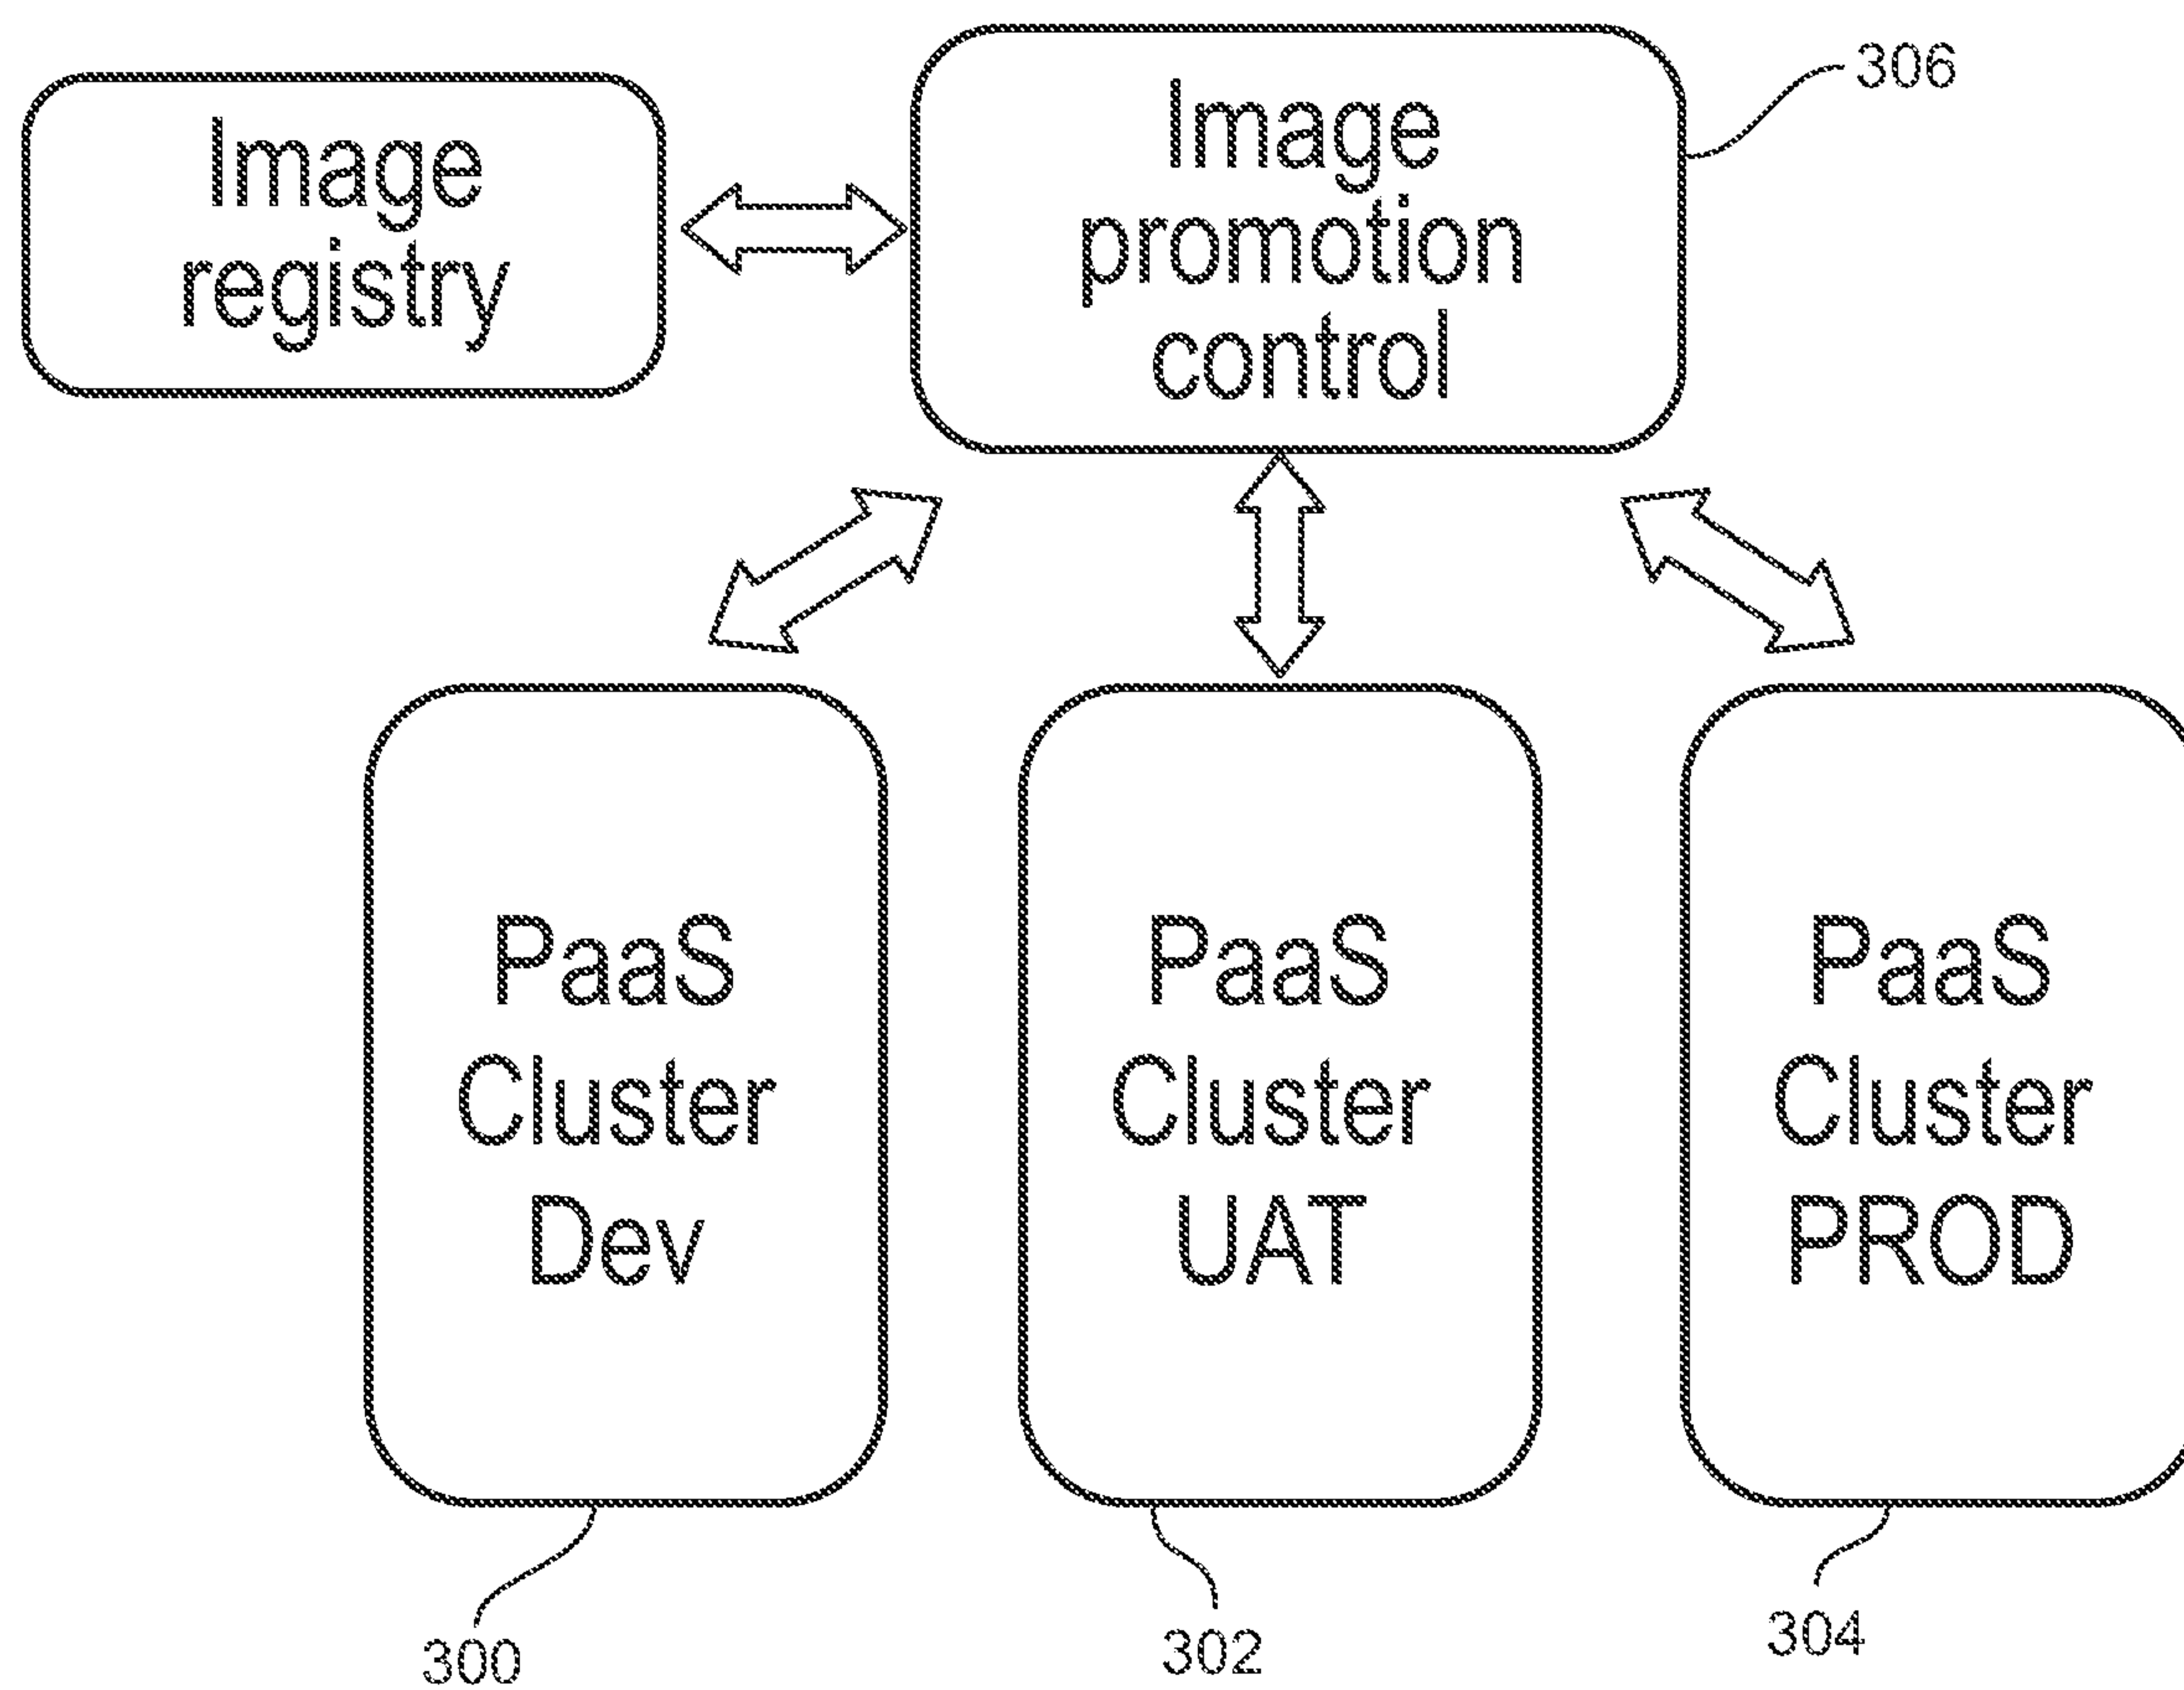 Image
registry
Image
promotion
control
306
PaaS
Cluster
Dev
PaaS
Cluster
UAT
PaaS
Cluster
PROD
300
302
304